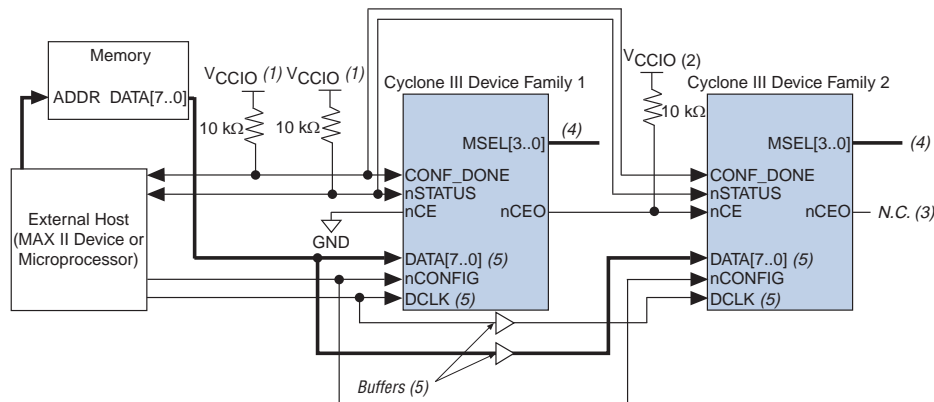 Memory
ADDR DATA[7..0]
VCCIO (1)
VCCIO (1)
10 kΩ
10 kΩ
Cyclone III Device Family 1
MSEL[3..0]
(4)
CONF_DONE
nSTATUS
nCE
nCEO
GND
DATA[7..0] (5)
nCONFIG
DCLK (5)
External Host
(MAX II Device or
Microprocessor)
VCCIO (2)
10 kΩ
Cyclone III Device Family 2
MSEL[3..0]
(4)
CONF_DONE
nSTATUS
nCE
nCEO
N.C. (3)
DATA[7..0] (5)
nCONFIG
DCLK (5)
Buffers (5)